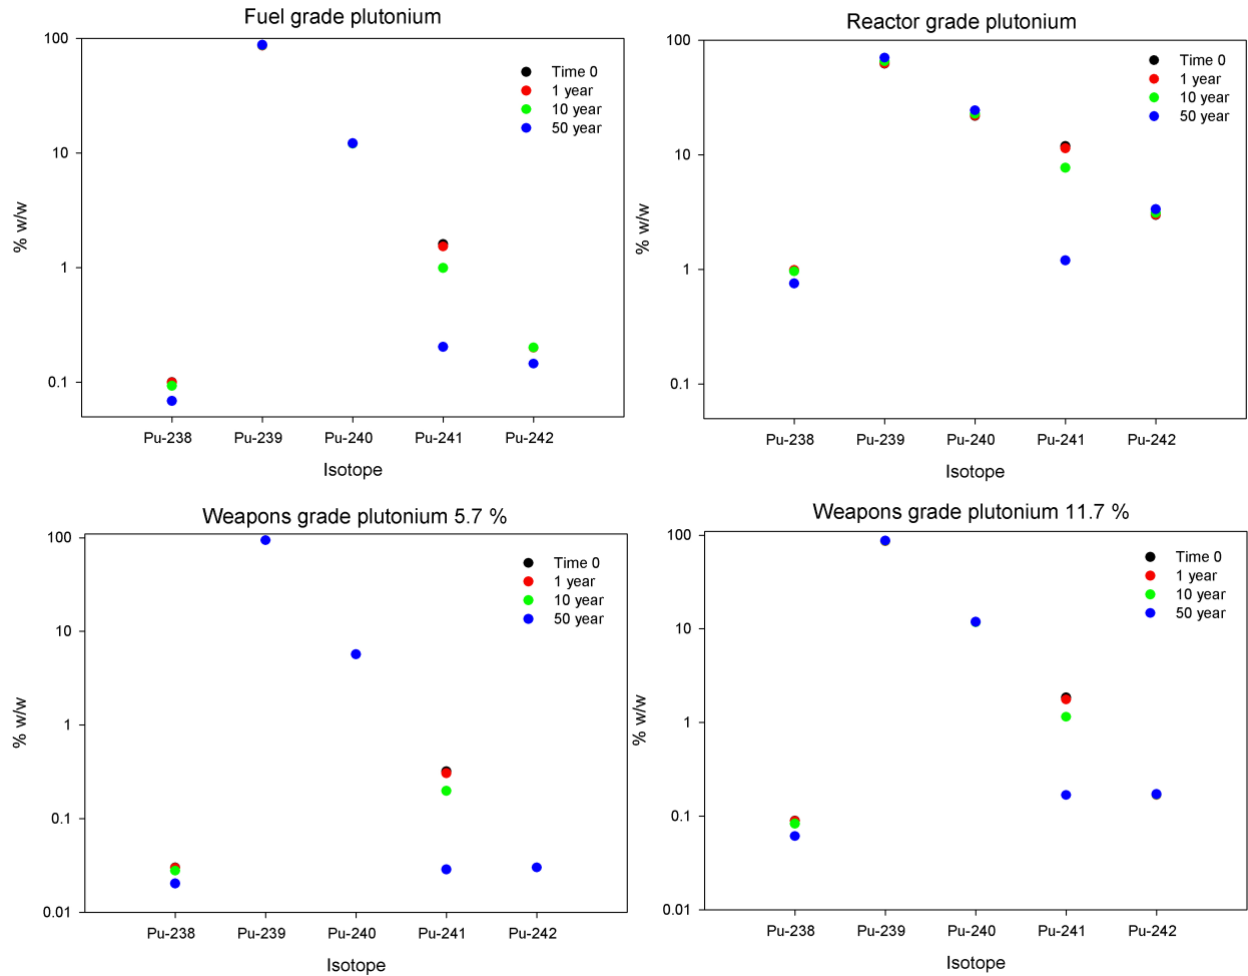 Fuel grade plutonium
100
10
1
0.1
% w/w
Time 0
1 year
10 year
50 year
Pu-238 Pu-239 Pu-240 Pu-241 Pu-242
Isotope
Reactor grade plutonium
100
10
1
0.1
% w/w
Time 0
1 year
10 year
50 year
Pu-238 Pu-239 Pu-240 Pu-241 Pu-242
Isotope
Weapons grade plutonium 5.7 %
100
10
1
0.1
0.01
% w/w
Time 0
1 year
10 year
50 year
Pu-238 Pu-239 Pu-240 Pu-241 Pu-242
Isotope
Weapons grade plutonium 11.7 %
100
10
1
0.1
0.01
% w/w
Time 0
1 year
10 year
50 year
Pu-238 Pu-239 Pu-240 Pu-241 Pu-242
Isotope